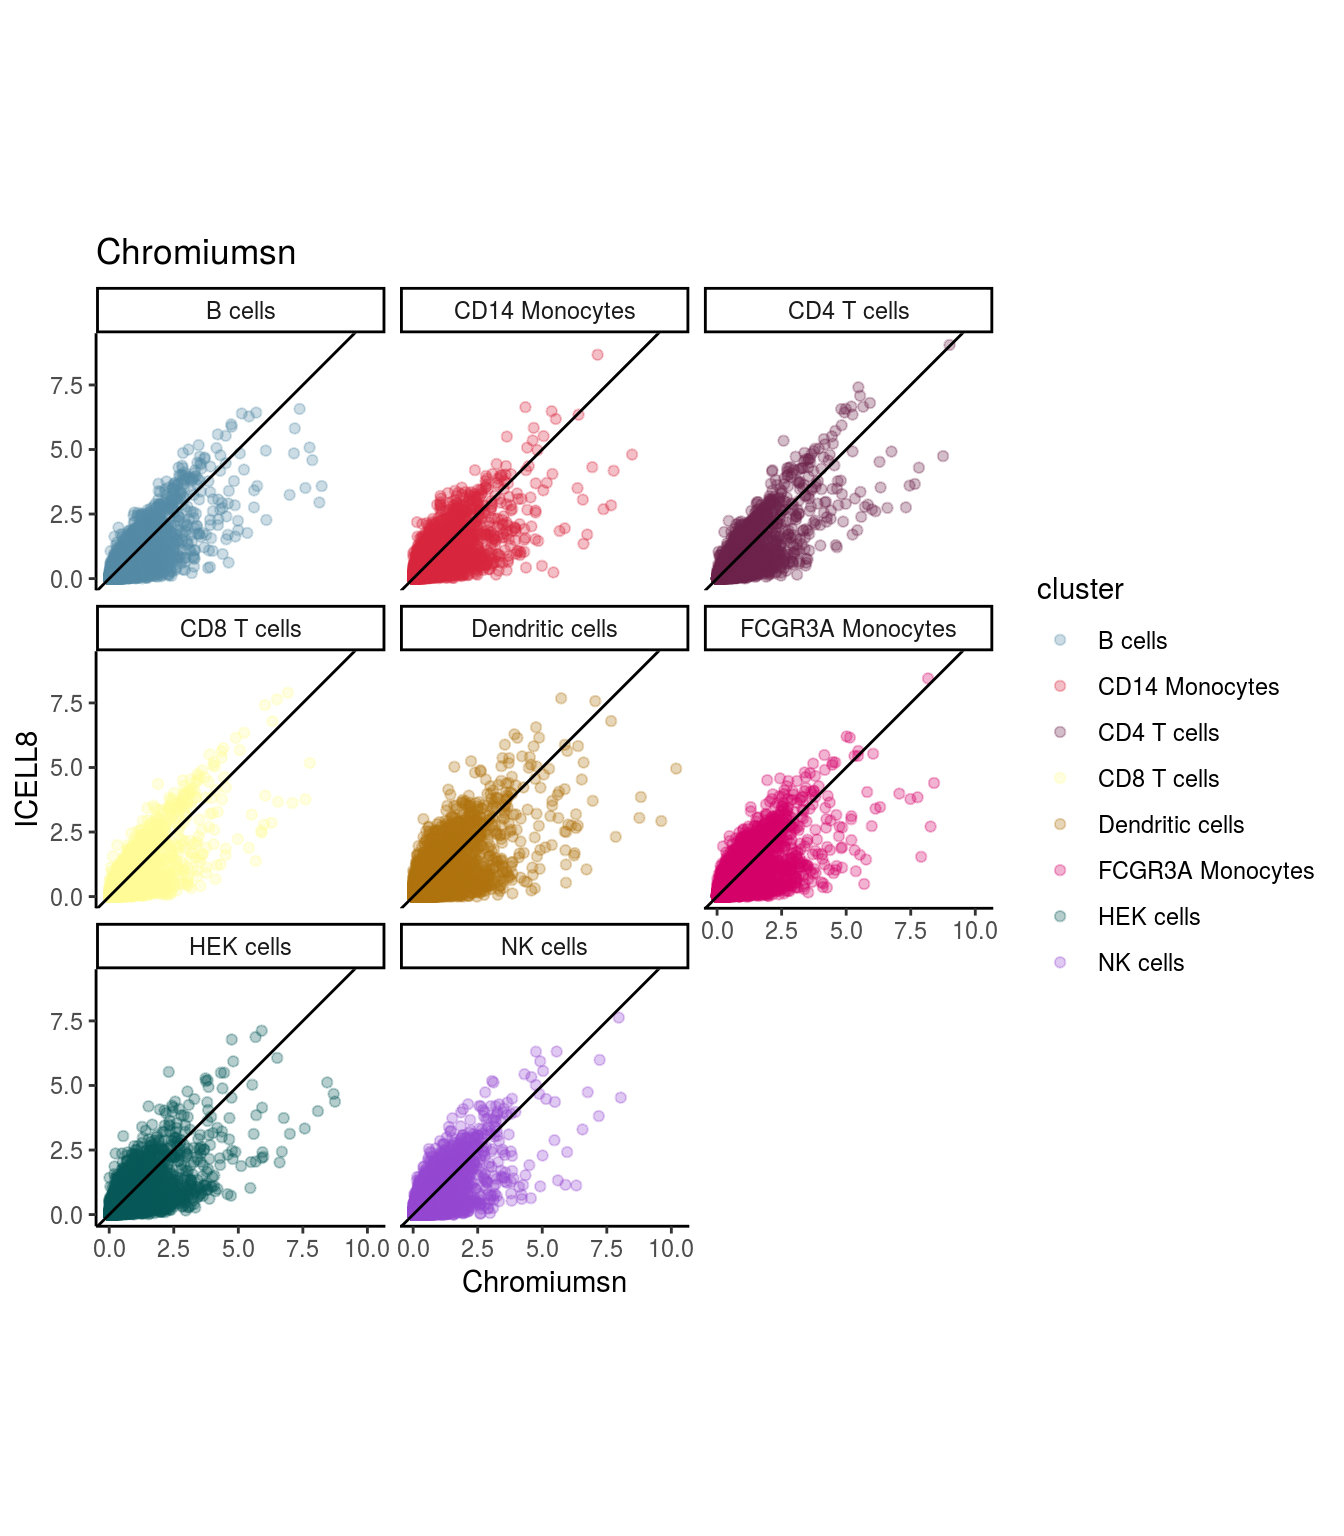 Chromiumsn
B cells
CD14 Monocytes
CD4 T cells
7.5
5.0
2.5
0.0
CD8 T cells
Dendritic cells
FCGR3A Monocytes
7.5
5.0
2.5
0.0
0.0 2.5 5.0 7.5 10.0
HEK cells
NK cells
7.5
5.0
2.5
0.0
0.0 2.5 5.0 7.5 10.0
0.0 2.5 5.0 7.5 10.0
Chromiumsn
ICELL8
cluster
B cells
CD14 Monocytes
CD4 T cells
CD8 T cells
Dendritic cells
FCGR3A Monocytes
HEK cells
NK cells